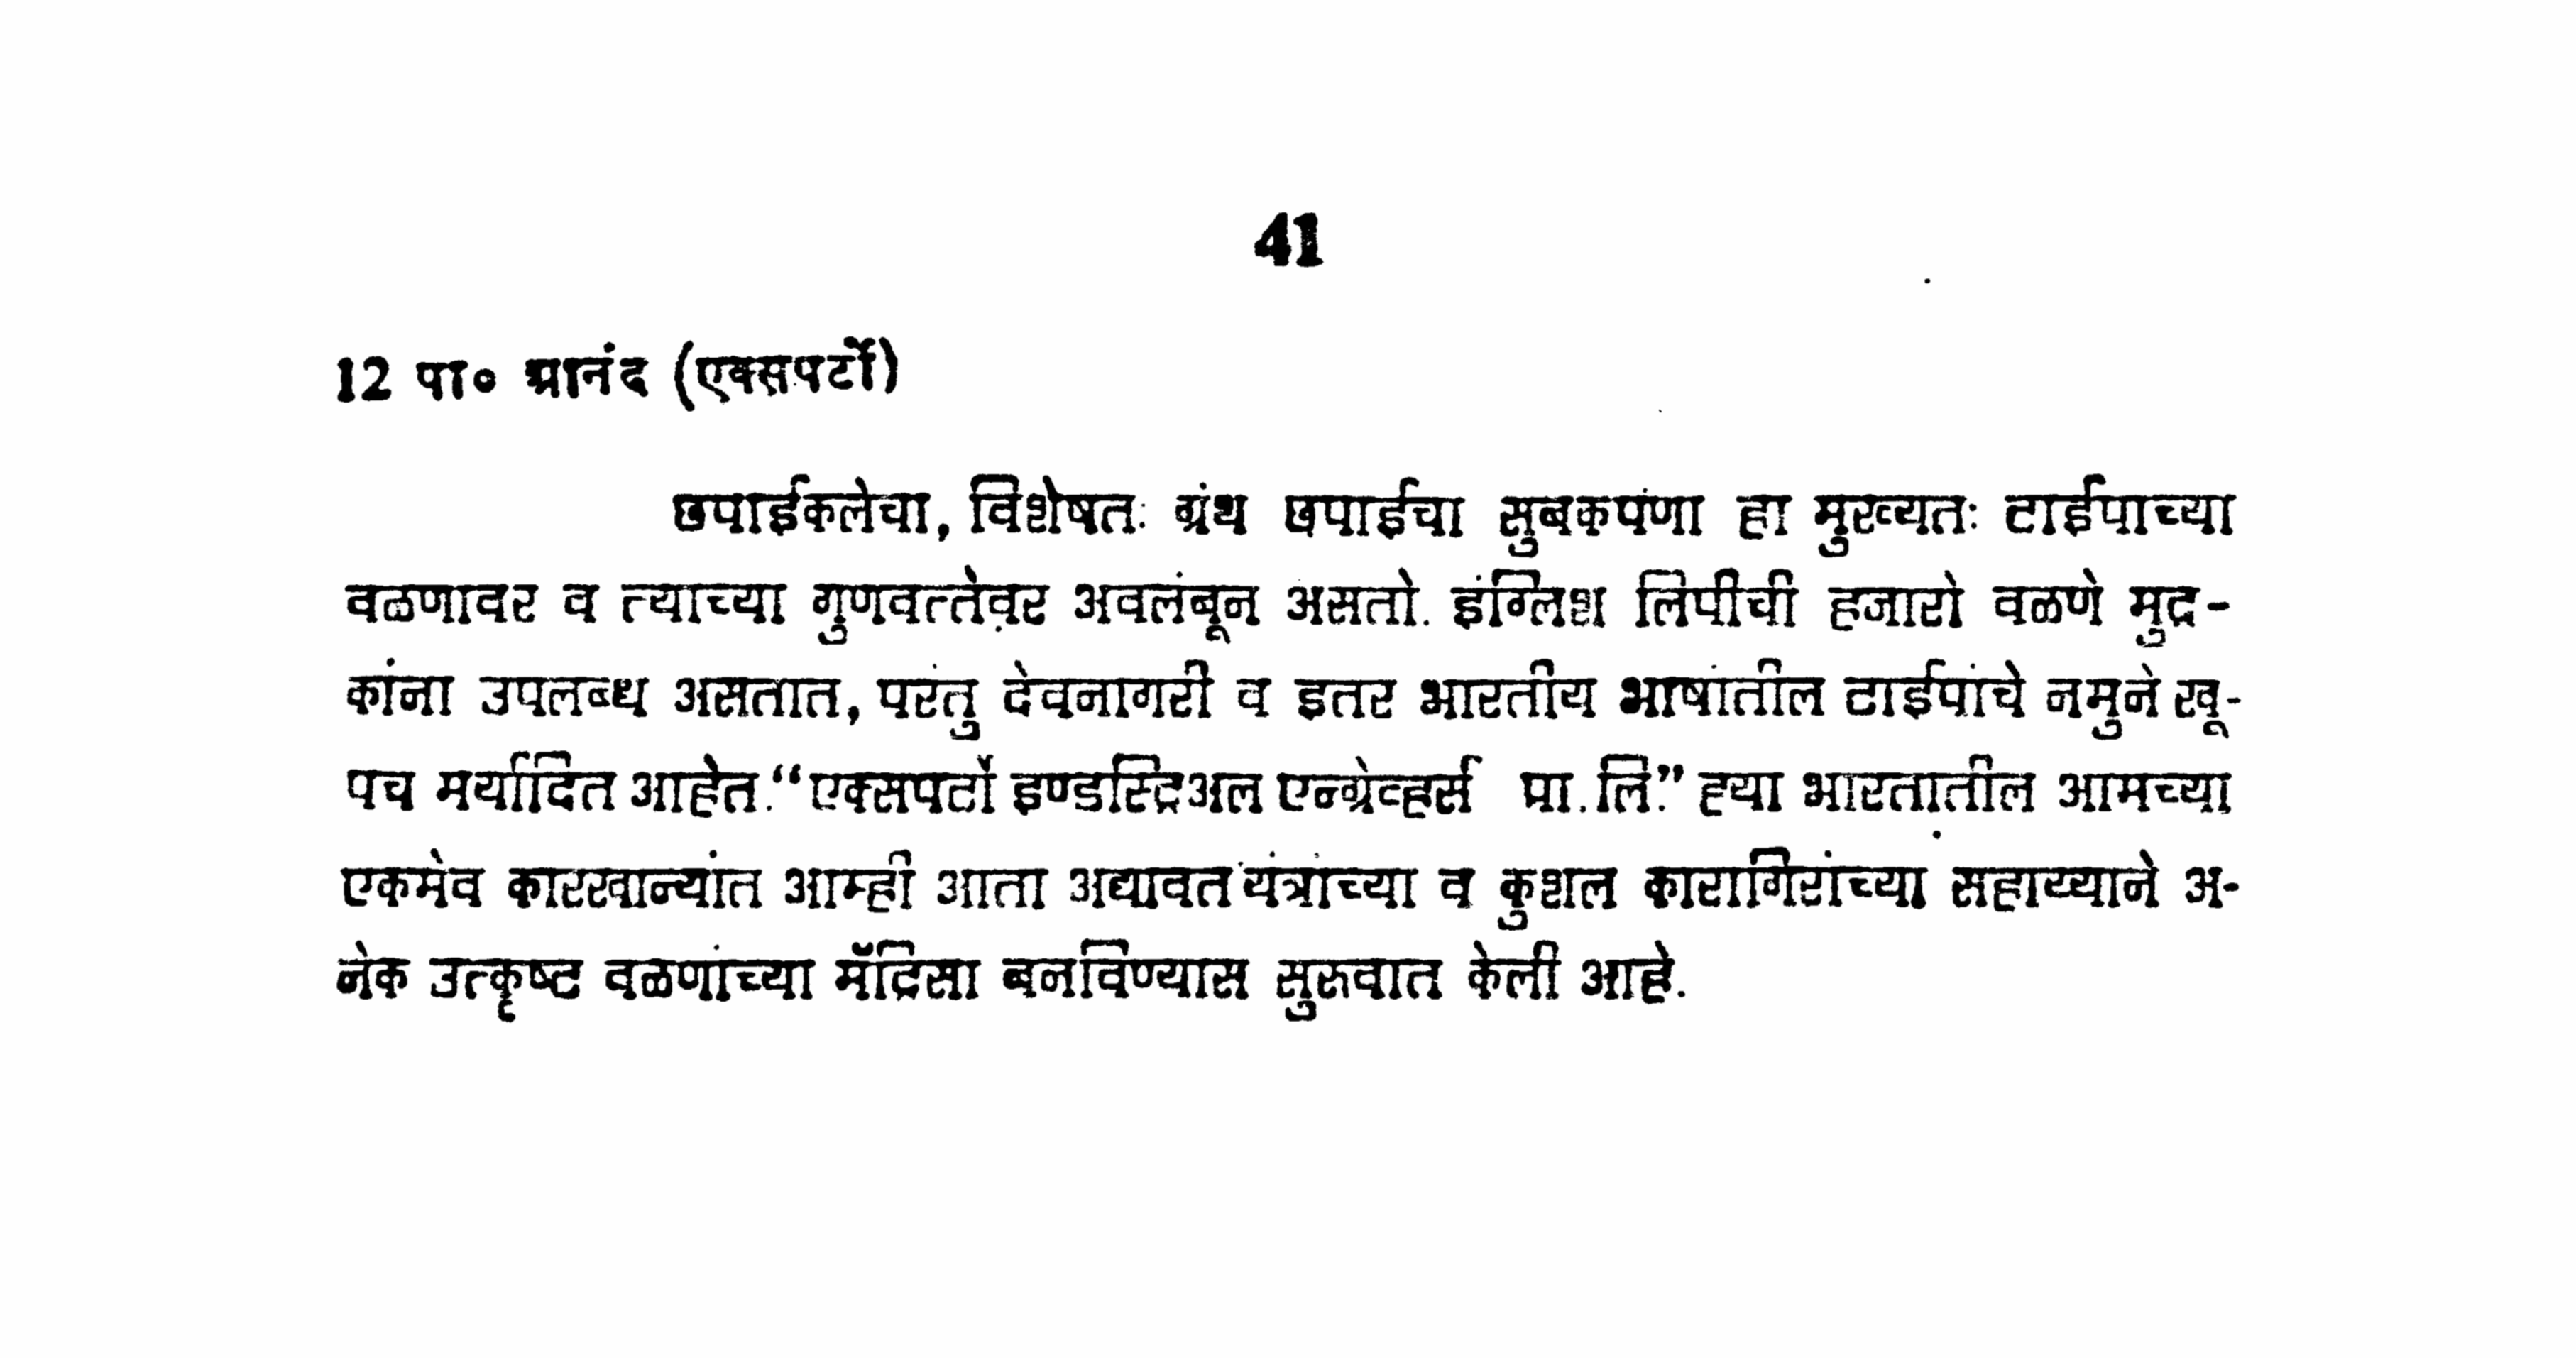 41
12 पा० आनंद (एक्सपर्टो)
छपाईकलेचा, विशेषतः ग्रंथ छपाईचा सुबकपणा हा मुख्यतः टाईपाच्या
वळणावर व त्याच्या गुणवत्तेवर अवलंबून असतो. इंग्लिश लिपीची हजारो वळणे मुद्र-
कांना उपलब्ध असतात, परंतु देवनागरी व इतर भारतीय भाषांतील टाईपांचे नमुने खू-
पच मर्यादित आहेत. “एक्सपर्टो इण्डस्ट्रिअल एन्ग्रेव्हर्स प्रा. लि.” ह्या भारतातील आमच्या
एकमेव कारखान्यांत आम्ही आता अद्यावत यंत्रांच्या व कुशल कारागिरांच्या सहाय्याने अ-
नेक उत्कृष्ट वळणांच्या मॅट्रिसा बनविण्यास सुरुवात केली आहे.